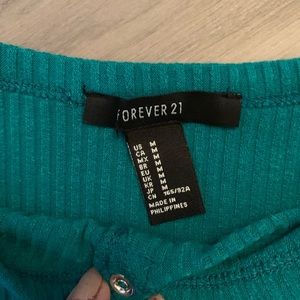 FOREVER 21
US M
CA M
MX M
BR M
EU M
UK M
KR M
JP M
CN 165/92A
MADE IN
PHILIPPINES